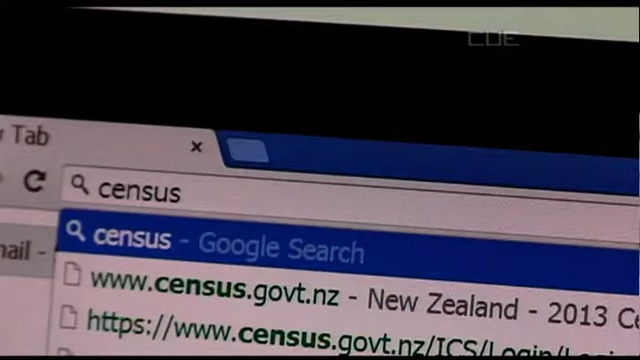 CUE
Tab
census
census - Google Search
www.census.govt.nz - New Zealand - 2013
mail -
https://www.census.govt.nz/ICS/Login/